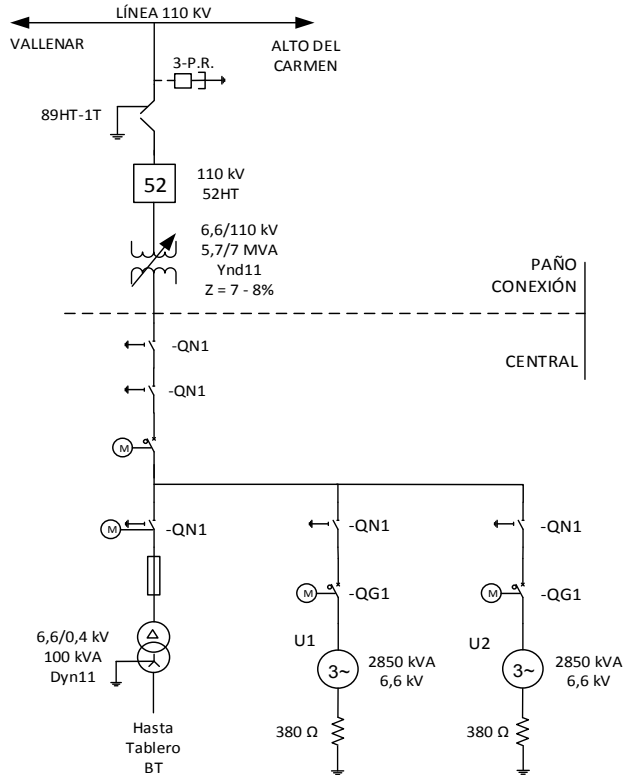 LÍNEA 110 KV
VALLENAR
ALTO DEL
CARMEN
3-P.R.
89HT-1T
52
110 kV
52HT
6,6/110 kV
5,7/7 MVA
Ynd11
Z = 7 - 8%
PAÑO
CONEXIÓN
CENTRAL
-QN1
-QN1
M
M
-QN1
-QN1
-QN1
M
-QG1
M
-QG1
6,6/0,4 kV
100 kVA
Dyn11
U1
3~
2850 kVA
6,6 kV
U2
3~
2850 kVA
6,6 kV
380 Ω
380 Ω
Hasta
Tablero
BT